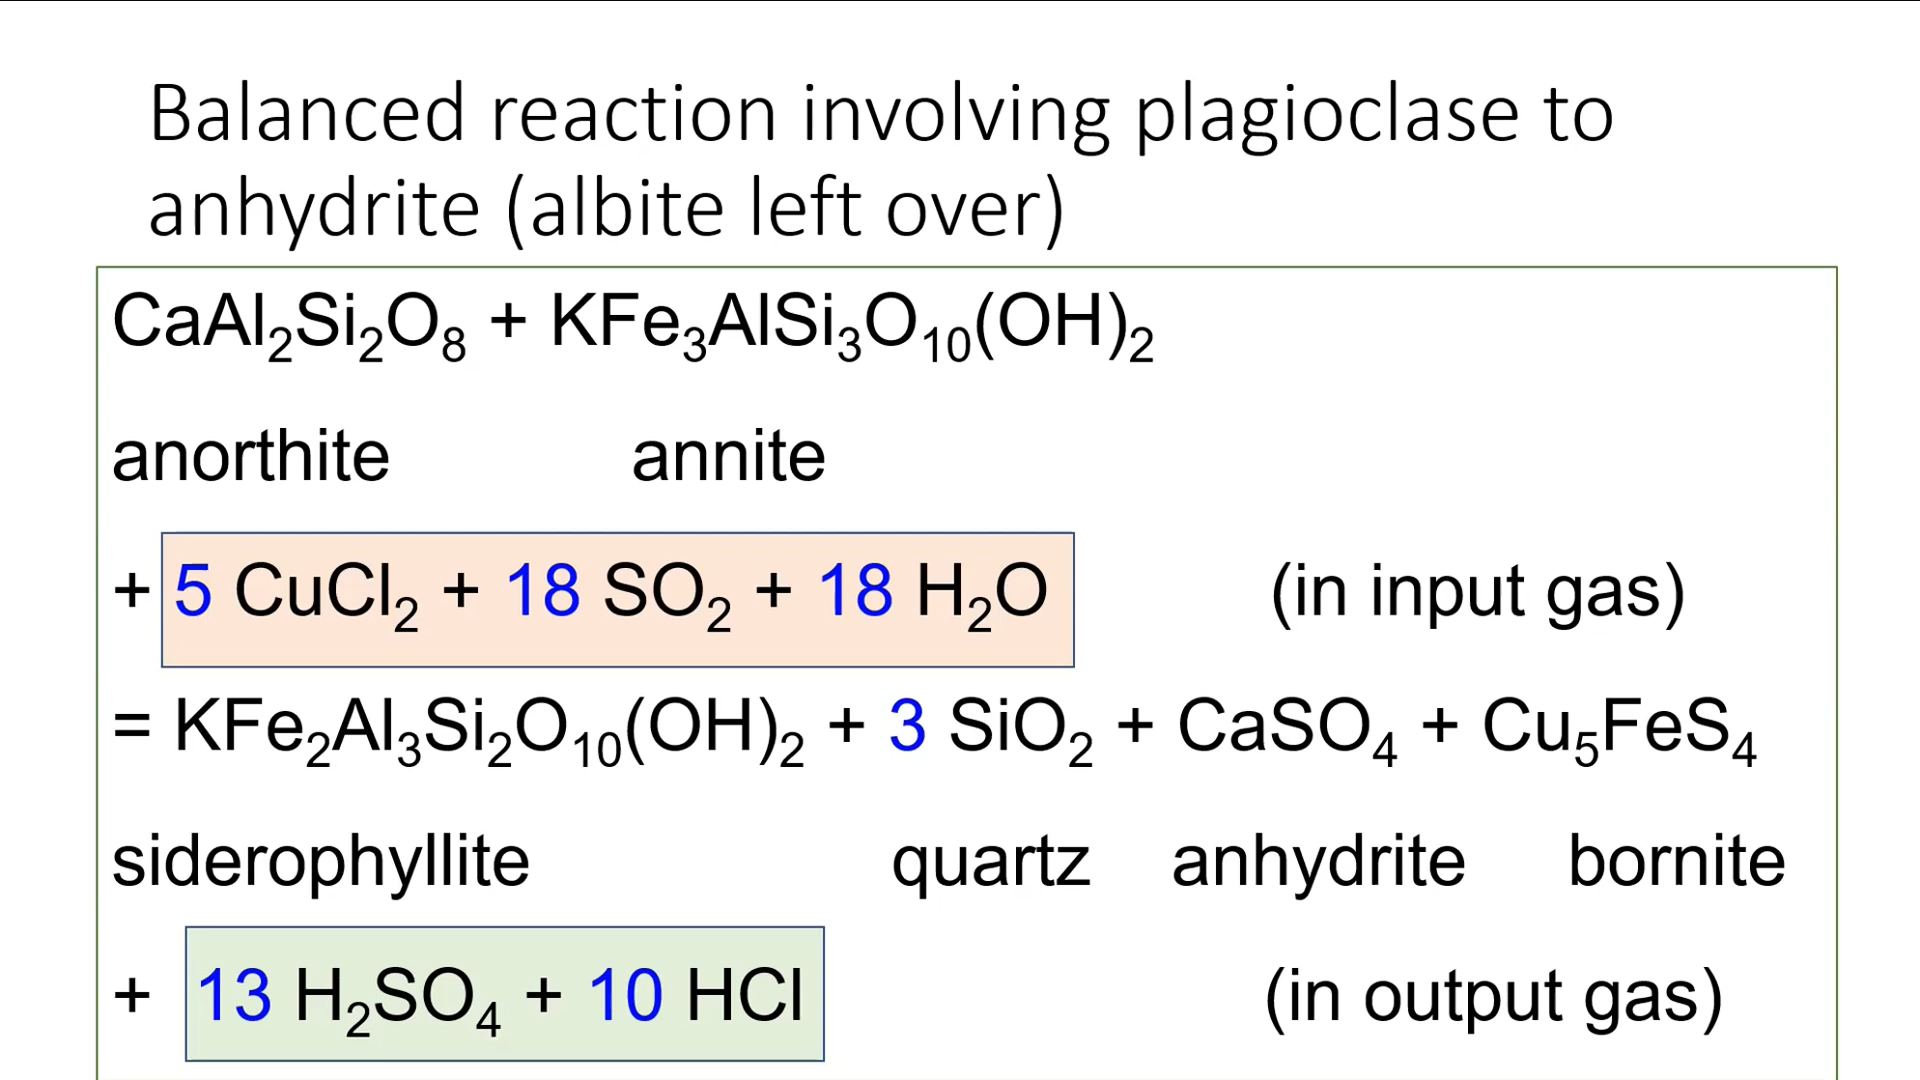 Balanced reaction involving plagioclase to
anhydrite (albite left over)
CaAl₂Si₂O₈ + KFe₃AlSi₃O₁₀(OH)₂
anorthite annite
+ 5 CuCl₂ + 18 SO₂ + 18 H₂O (in input gas)
= KFe₂Al₃Si₂O₁₀(OH)₂ + 3 SiO₂ + CaSO₄ + Cu₅FeS₄
siderophyllite quartz anhydrite bornite
+ 13 H₂SO₄ + 10 HCl (in output gas)